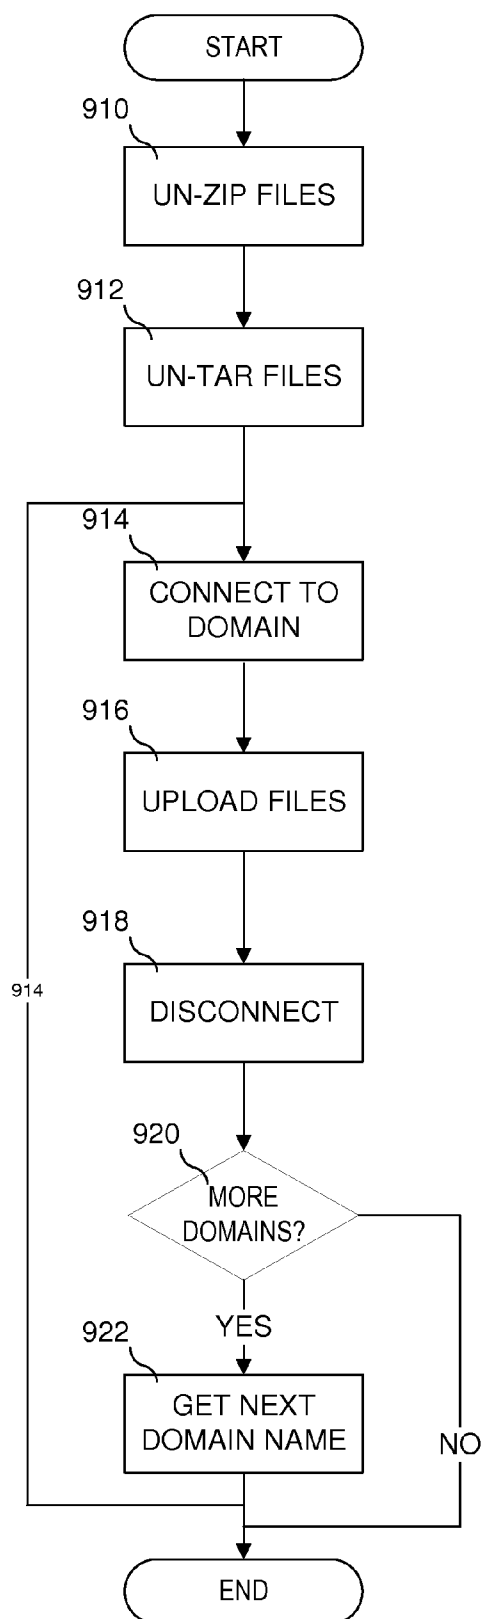 START
910
UN-ZIP FILES
912
UN-TAR FILES
914
CONNECT TO
DOMAIN
916
UPLOAD FILES
918
914
DISCONNECT
920
MORE
DOMAINS?
YES
922
GET NEXT
DOMAIN NAME
NO
END